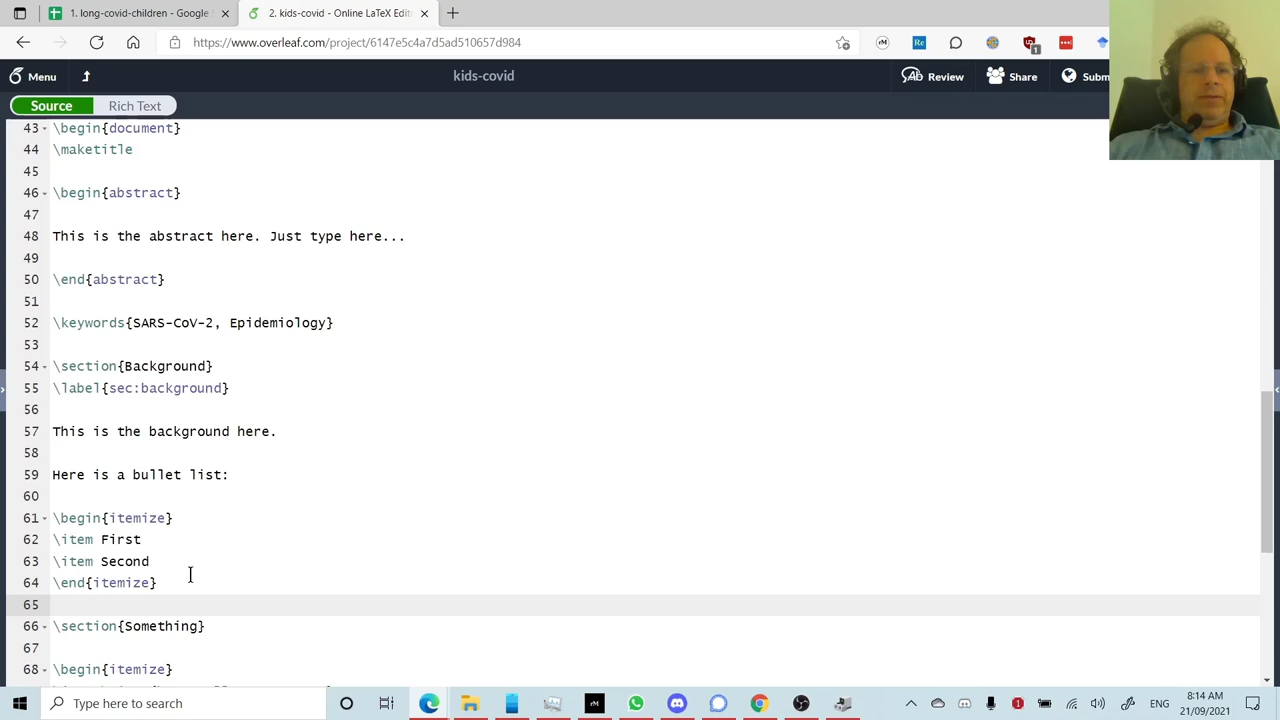 1. long-covid-children - Google
2. kids-covid - Online LaTeX Edit
https://www.overleaf.com/project/6147e5c4a7d5ad510657d984
Menu
kids-covid
Review
Share
Subm
Source
Rich Text
43 \begin{document}
44 \maketitle
45
46 \begin{abstract}
47
48 This is the abstract here. Just type here...
49
50 \end{abstract}
51
52 \keywords{SARS-CoV-2, Epidemiology}
53
54 \section{Background}
55 \label{sec:background}
56
57 This is the background here.
58
59 Here is a bullet list:
60
61 \begin{itemize}
62 \item First
63 \item Second
64 \end{itemize}
65
66 \section{Something}
67
68 \begin{itemize}
Type here to search
ENG
8:14 AM
21/09/2021